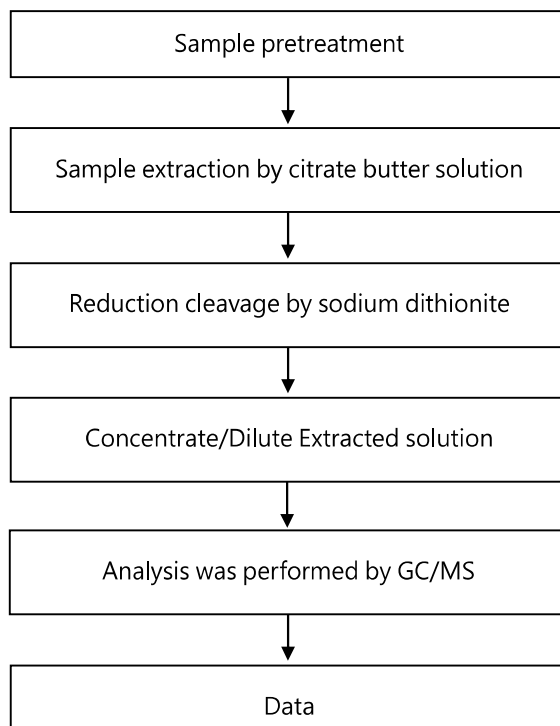 Sample pretreatment
Sample extraction by citrate butter solution
Reduction cleavage by sodium dithionite
Concentrate/Dilute Extracted solution
Analysis was performed by GC/MS
Data